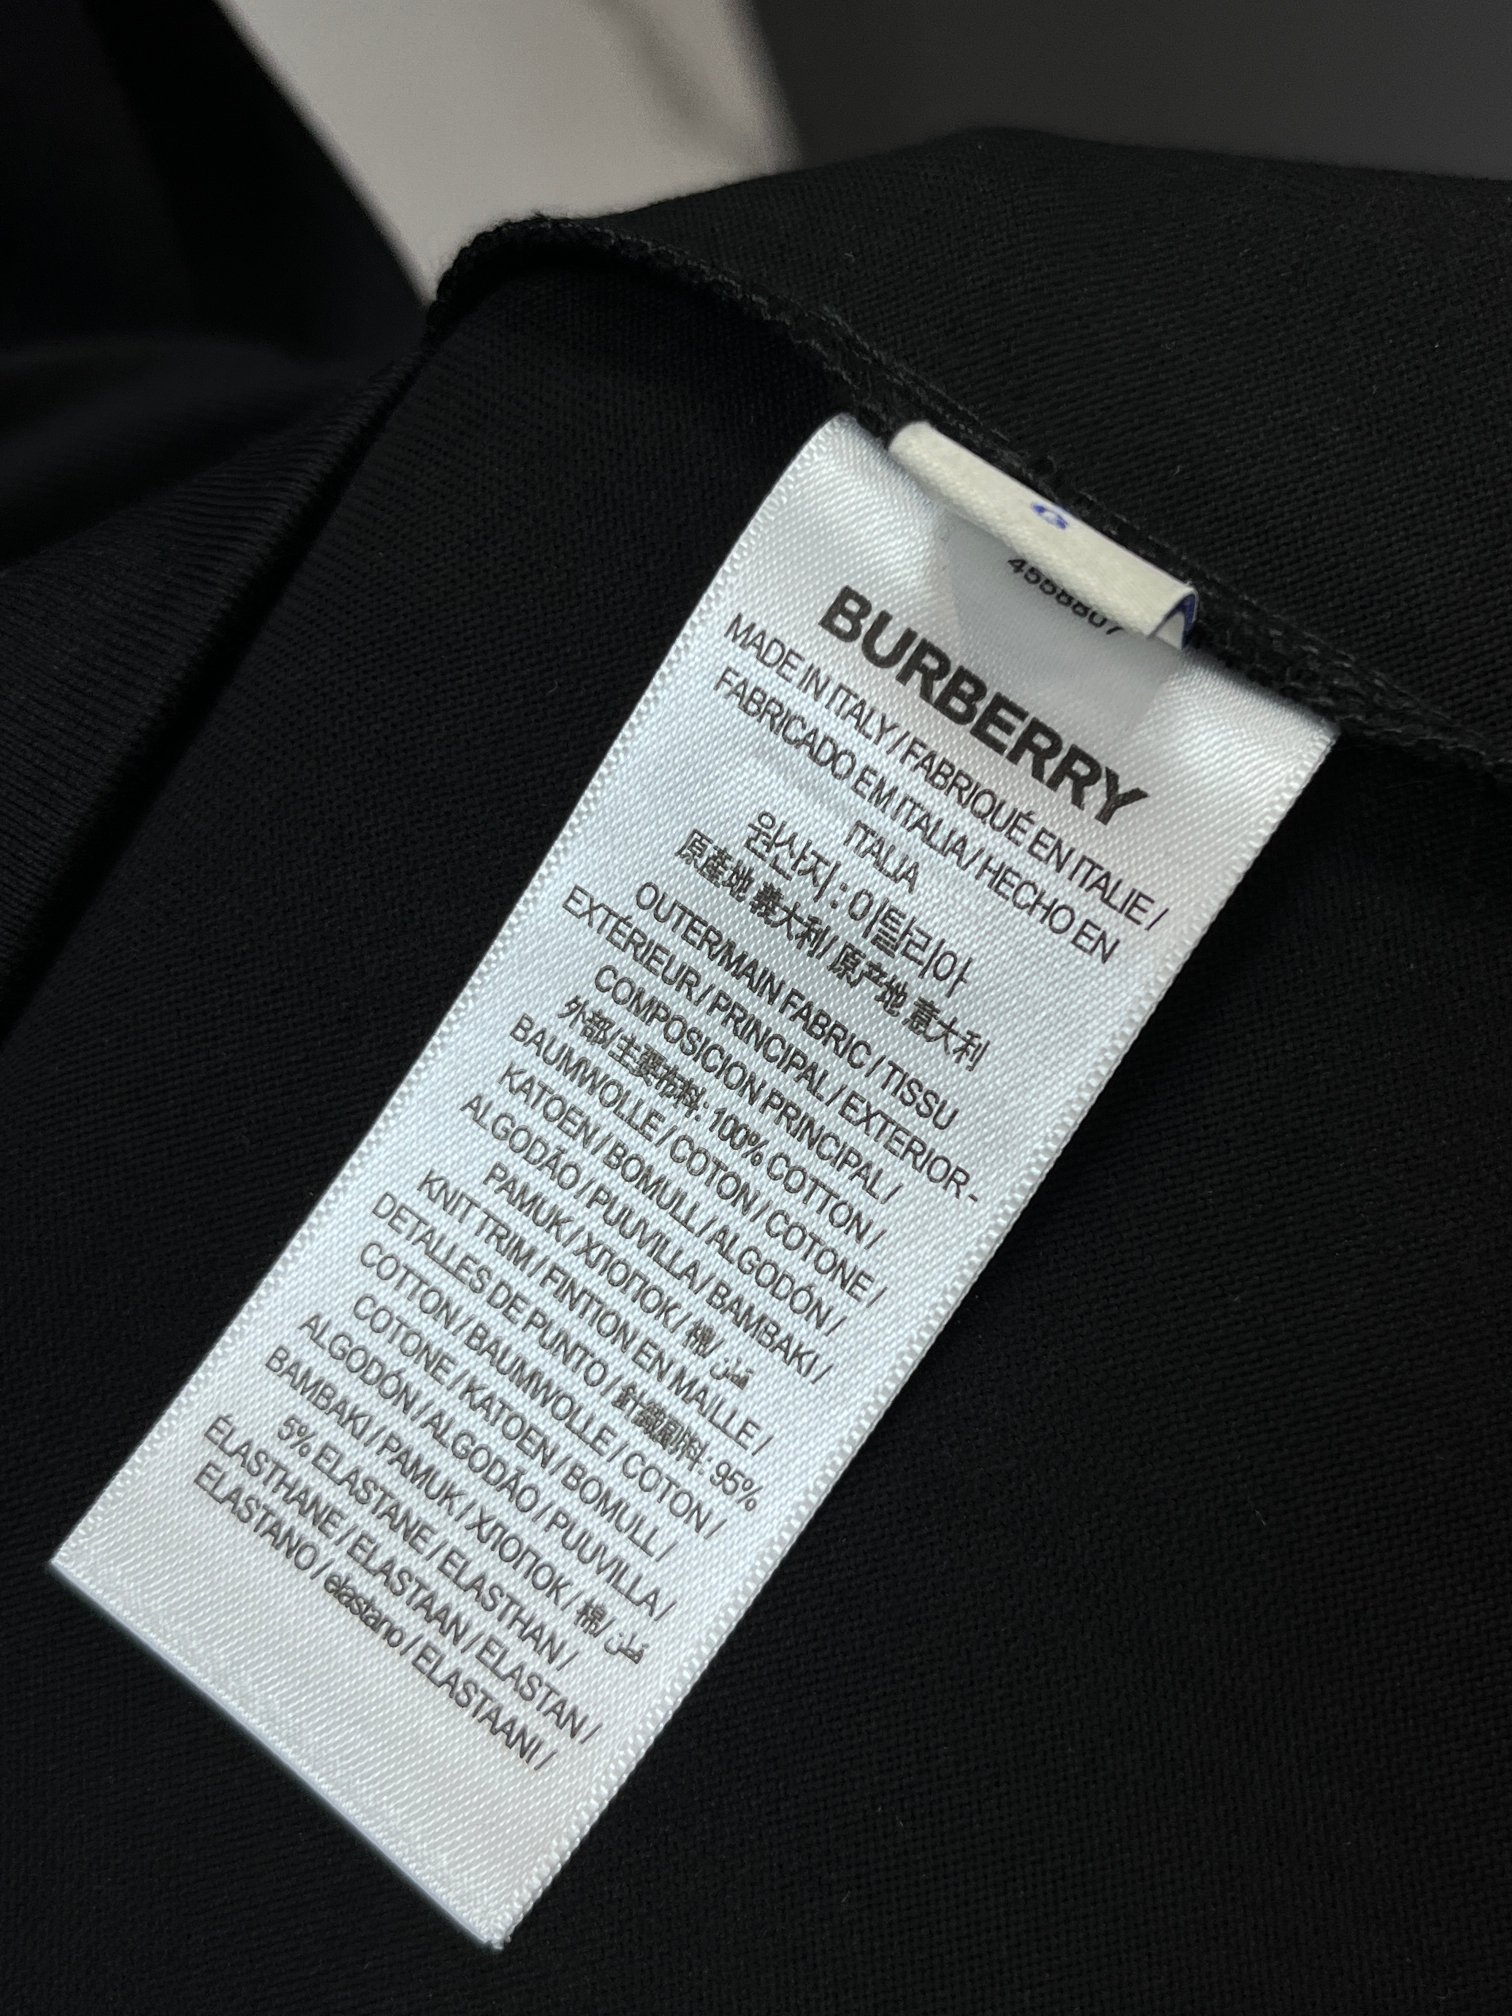 6
4558807
BURBERRY
MADE IN ITALY / FABRIQUÉ EN ITALIE /
FABRICADO EM ITALIA / HECHO EN
ITALIA
원산지 : 이탈리아
原產地 義大利/ 原产地 意大利
OUTER/MAIN FABRIC / TISSU
EXTÉRIEUR / PRINCIPAL / EXTERIOR -
COMPOSICION PRINCIPAL /
外部/主要布料: 100% COTTON /
BAUMWOLLE / COTON / COTONE /
KATOEN / BOMULL / ALGODÓN /
ALGODÃO / PUUVILLA / BAMBAKI /
PAMUK / ХЛОПОК / 棉/ قطن
KNIT TRIM / FINTION EN MAILLE /
DETALLES DE PUNTO / 針織副料: 95%
COTTON / BAUMWOLLE / COTON /
COTONE / KATOEN / BOMULL /
ALGODÓN / ALGODÃO / PUUVILLA /
BAMBAKI / PAMUK / ХЛОПОК / 棉/ قطن
5% ELASTANE / ELASTHAN /
ÉLASTHANE / ELASTAAN / ELASTAN /
ELASTANO / élastano / ELASTAANI /